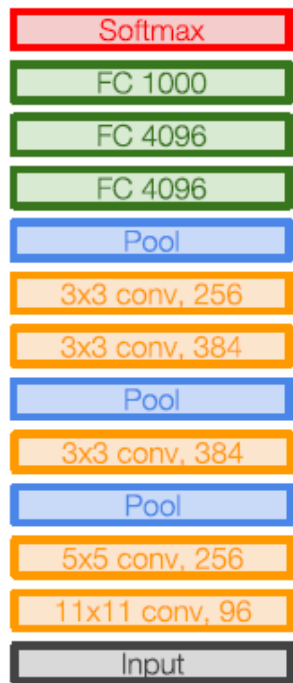 Softmax
FC 1000
FC 4096
FC 4096
Pool
3x3 conv, 256
3x3 conv, 384
Pool
3x3 conv, 384
Pool
5x5 conv, 256
11x11 conv, 96
Input